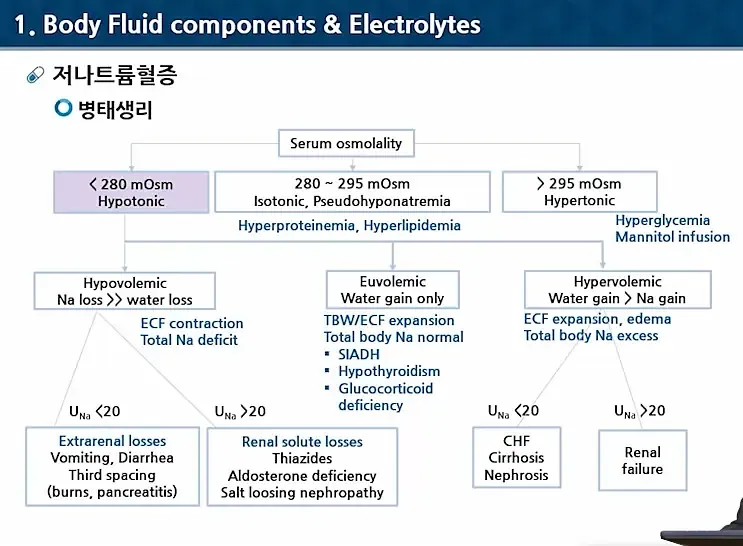 1. Body Fluid components & Electrolytes
저나트륨혈증
병태생리
Serum osmolality
< 280 mOsm
Hypotonic
280 ~ 295 mOsm
Isotonic, Pseudohyponatremia
> 295 mOsm
Hypertonic
Hyperproteinemia, Hyperlipidemia
Hyperglycemia
Mannitol infusion
Hypovolemic
Na loss >> water loss
Euvolemic
Water gain only
Hypervolemic
Water gain > Na gain
ECF contraction
Total Na deficit
TBW/ECF expansion
Total body Na normal
▪ SIADH
▪ Hypothyroidism
▪ Glucocorticoid
deficiency
ECF expansion, edema
Total body Na excess
UNa <20
UNa >20
UNa <20
UNa >20
Extrarenal losses
Vomiting, Diarrhea
Third spacing
(burns, pancreatitis)
Renal solute losses
Thiazides
Aldosterone deficiency
Salt loosing nephropathy
CHF
Cirrhosis
Nephrosis
Renal
failure